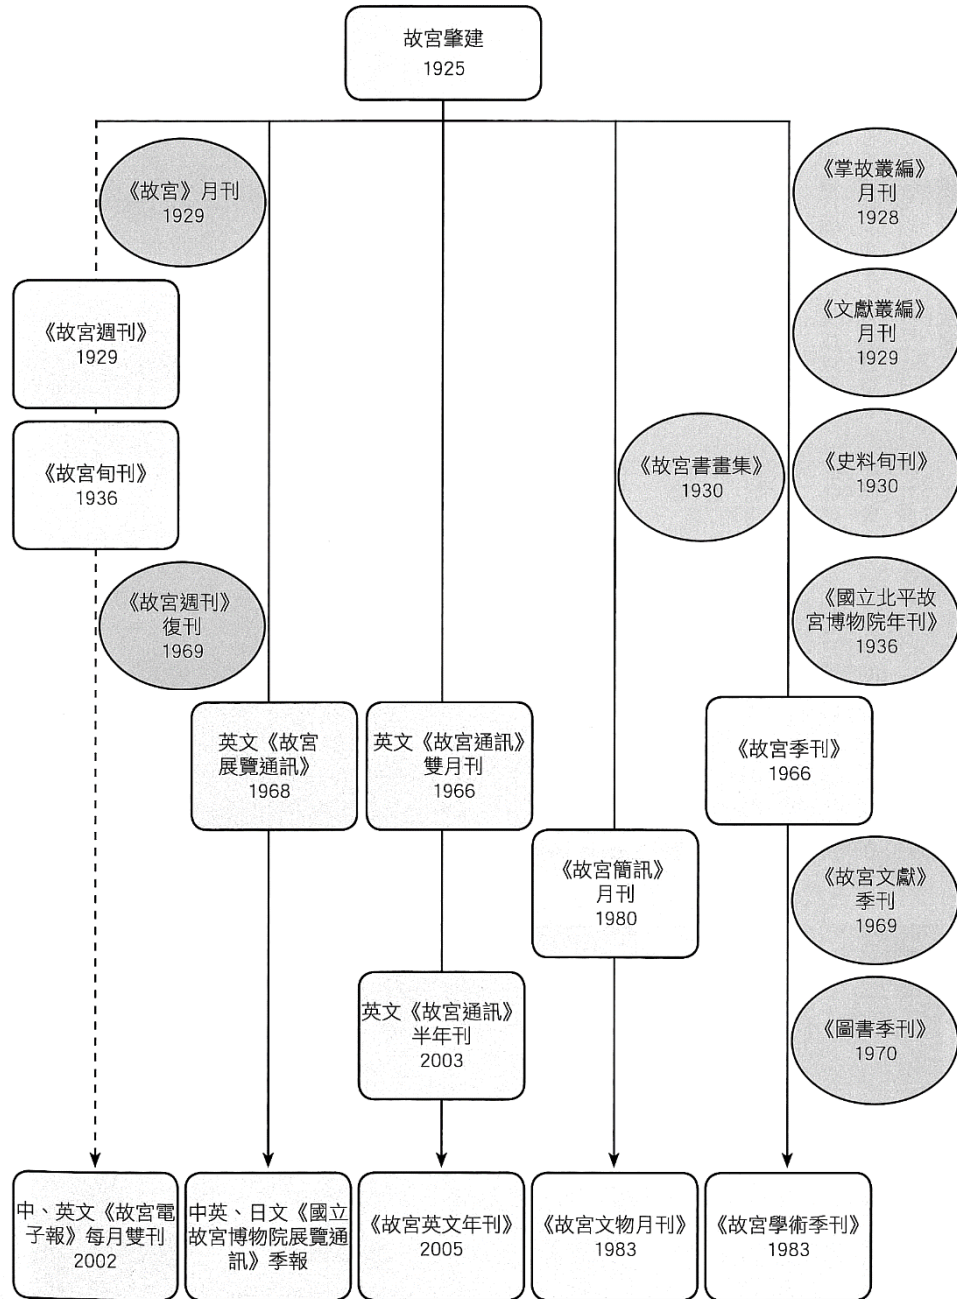 故宮肇建
1925
《故宮》月刊
1929
《掌故叢編》
月刊
1928
《故宮週刊》
1929
《文獻叢編》
月刊
1929
《故宮旬刊》
1936
《故宮書畫集》
1930
《史料旬刊》
1930
《故宮週刊》
復刊
1969
《國立北平故
宮博物院年刊》
1936
英文《故宮
展覽通訊》
1968
英文《故宮通訊》
雙月刊
1966
《故宮季刊》
1966
《故宮簡訊》
月刊
1980
《故宮文獻》
季刊
1969
英文《故宮通訊》
半年刊
2003
《圖書季刊》
1970
中、英文《故宮電
子報》每月雙刊
2002
中英、日文《國立
故宮博物院展覽通
訊》季報
《故宮英文年刊》
2005
《故宮文物月刊》
1983
《故宮學術季刊》
1983